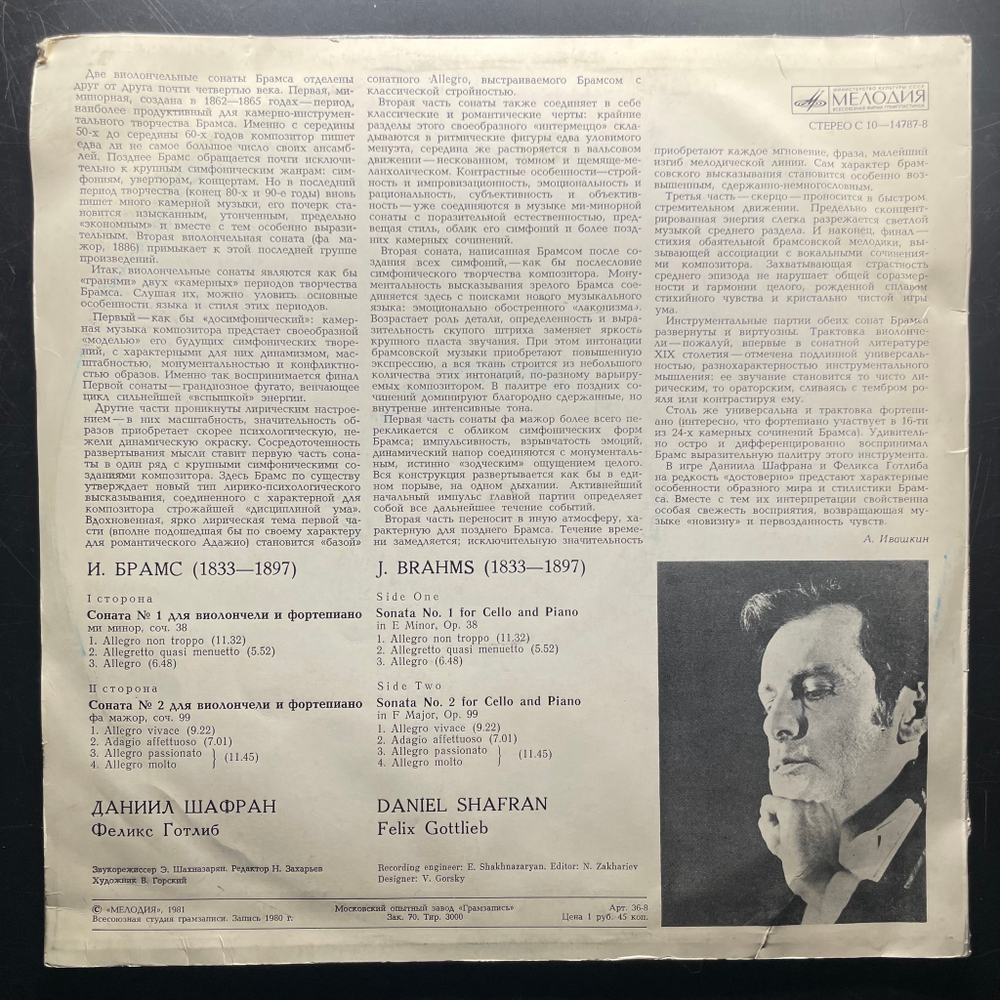 Две виолончельные сонаты Брамса отделены
друг от друга почти четвертью века. Первая, ми-
минорная, создана в 1862—1865 годах — период,
наиболее продуктивный для камерно-инструмен-
тального творчества Брамса. Именно с середины
50-х до середины 60-х годов композитор пишет
едва ли не самое большое число своих ансамб-
лей. Позднее Брамс обращается почти исключи-
тельно к крупным симфоническим жанрам: сим-
фониям, увертюрам, концертам. Но в последний
период творчества (конец 80-х и 90-е годы) вновь
пишет много камерной музыки, его почерк ста-
новится изысканным, утонченным, предельно
«экономным» и вместе с тем особенно вырази-
тельным. Вторая виолончельная соната (фа ма-
жор, 1886) примыкает к этой последней группе
произведений.
Итак, виолончельные сонаты являются как бы
«гранями» двух «камерных» периодов творчества
Брамса. Слушая их, можно уловить основные
особенности языка и стиля этих периодов.
Первый — как бы «досимфонический»: камер-
ная музыка композитора предстает своеобразной
«моделью» его будущих симфонических творе-
ний, с характерными для них динамизмом, мас-
штабностью, монументальностью и конфликтно-
стью образов. Именно так воспринимается финал
Первой сонаты — грандиозное фугато, венчающее
цикл сильнейшей «вспышкой» энергии.
Другие части проникнуты лирическим настрое-
нием — в них масштабность, значительность об-
разов приобретает скорее психологическую, не-
жели динамическую окраску. Сосредоточенность
развертывания мысли ставит первую часть сона-
ты в один ряд с крупными симфоническими со-
зданиями композитора. Здесь Брамс по существу
утверждает новый тип лирико-психологического
высказывания, соединенного с характерной для
композитора строжайшей «дисциплиной ума».
Вдохновенная, ярко лирическая тема первой ча-
сти (вполне подошедшая бы по своему характеру
для романтического Адажио) становится «базой»
сонатного Allegro, выстраиваемого Брамсом с
классической стройностью.
Вторая часть сонаты также соединяет в себе
классические и романтические черты: крайние
разделы этого своеобразного «интермеццо» скла-
дываются в ритмические фигуры едва уловимого
менуэта, середина же растворяется в вальсовом
движении — нескованном, томном и щемяще-ме-
ланхолическом. Контрастные особенности — строй-
ность и импровизационность, эмоциональность и
рациональность, субъективность и объектив-
ность — уже соединяются в музыке ми-минорной
сонаты с поразительной естественностью, пред-
вещая стиль, облик его симфоний и более позд-
них камерных сочинений.
Вторая соната, написанная Брамсом после со-
здания всех симфоний, — как бы послесловие
симфонического творчества композитора. Мону-
ментальность высказывания зрелого Брамса сое-
диняется здесь с поисками нового музыкального
языка: эмоционально обостренного «лаконизма».
Возрастает роль детали, определенность и выра-
зительность скупого штриха заменяет яркость
крупного пласта звучания. При этом интонации
брамсовской музыки приобретают повышенную
экспрессию, а вся ткань строится из небольшого
количества этих интонаций, по-разному варьиру-
емых композитором. В палитре его поздних со-
чинений доминируют благородно сдержанные, но
внутренне интенсивные тона.
Первая часть сонаты фа мажор более всего пе-
рекликается с обликом симфонических форм
Брамса; импульсивность, взрывчатость эмоций,
динамический напор соединяются с монументаль-
ным, истинно «зодческим» ощущением целого.
Вся конструкция развертывается как бы в еди-
ном порыве, на одном дыхании. Активнейший
начальный импульс главной партии определяет
собой все дальнейшее течение событий.
Вторая часть переносит в иную атмосферу, ха-
рактерную для позднего Брамса. Течение време-
ни замедляется; исключительную значительность
МИНИСТЕРСТВО КУЛЬТУРЫ СССР
МЕЛОДИЯ
ВСЕСОЮЗНАЯ ФИРМА ГРАМПЛАСТИНОК
СТЕРЕО С 10—14787-8
приобретают каждое мгновение, фраза, малейший
изгиб мелодической линии. Сам характер брам-
совского высказывания становится особенно воз-
вышенным, сдержанно-немногословным.
Третья часть — скерцо — проносится в быстром,
стремительном движении. Предельно сконцент-
рированная энергия слегка разрежается светлой
музыкой среднего раздела. И наконец, финал —
стихия обаятельной брамсовской мелодики, вы-
зывающей ассоциации с вокальными сочинения-
ми композитора. Захватывающая страстность
среднего эпизода не нарушает общей соразмер-
ности и гармонии целого, рожденной сплавом
стихийного чувства и кристально чистой игры
ума.
Инструментальные партии обеих сонат Брамса
развернуты и виртуозны. Трактовка виолонче-
ли — пожалуй, впервые в сонатной литературе
XIX столетия — отмечена подлинной универсаль-
ностью, разнохарактерностью инструментального
мышления: ее звучание становится то чисто ли-
рическим, то ораторским, сливаясь с тембром ро-
яля или контрастируя ему.
Столь же универсальна и трактовка фортепи-
ано (интересно, что фортепиано участвует в 16-ти
из 24-х камерных сочинений Брамса). Удивитель-
но остро и дифференцированно воспринимал
Брамс выразительную палитру этого инструмента.
В игре Даниила Шафрана и Феликса Готлиба
на редкость «достоверно» предстают характерные
особенности образного мира и стилистики Брам-
са. Вместе с тем их интерпретации свойственна
особая свежесть восприятия, возвращающая му-
зыке «новизну» и первозданность чувств.
А. Ивашкин
И. БРАМС (1833—1897)
I сторона
Соната № 1 для виолончели и фортепиано
ми минор, соч. 38
1. Allegro non troppo (11.32)
2. Allegretto quasi menuetto (5.52)
3. Allegro (6.48)
II сторона
Соната № 2 для виолончели и фортепиано
фа мажор, соч. 99
1. Allegro vivace (9.22)
2. Adagio affettuoso (7.01)
3. Allegro passionato
4. Allegro molto
(11.45)
ДАНИИЛ ШАФРАН
Феликс Готлиб
Звукорежиссер Э. Шахназарян. Редактор Н. Захарьев
Художник В. Горский
J. BRAHMS (1833—1897)
Side One
Sonata No. 1 for Cello and Piano
in E Minor, Op. 38
1. Allegro non troppo (11.32)
2. Allegretto quasi menuetto (5.52)
3. Allegro (6.48)
Side Two
Sonata No. 2 for Cello and Piano
in F Major, Op. 99
1. Allegro vivace (9.22)
2. Adagio affettuoso (7.01)
3. Allegro passionato
4. Allegro molto
(11.45)
DANIEL SHAFRAN
Felix Gottlieb
Recording engineer: E. Shakhnazaryan. Editor: N. Zakhariev
Designer: V. Gorsky
© «МЕЛОДИЯ», 1981
Всесоюзная студия грамзаписи. Запись 1980 г.
Московский опытный завод «Грамзапись»
Зак. 70. Тир. 3000
Арт. 36-8
Цена 1 руб. 45 коп.